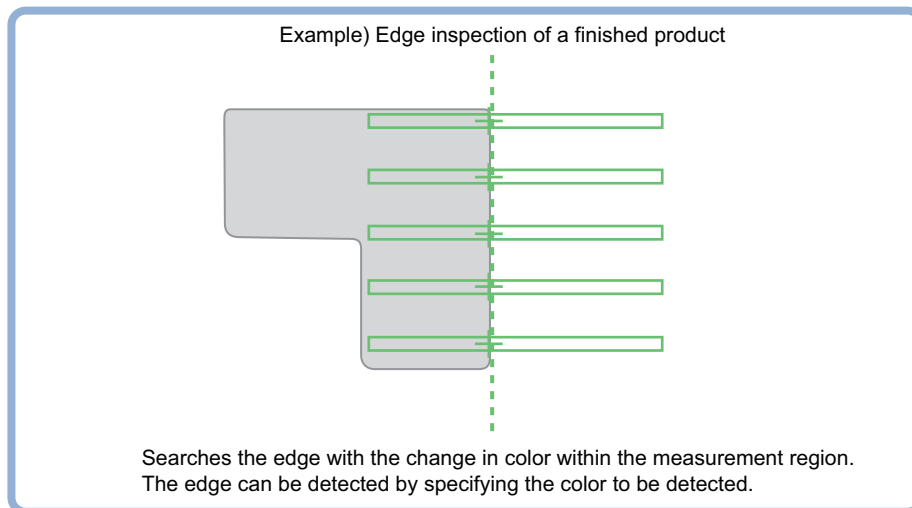 Example) Edge inspection of a finished product
Searches the edge with the change in color within the measurement region.
The edge can be detected by specifying the color to be detected.